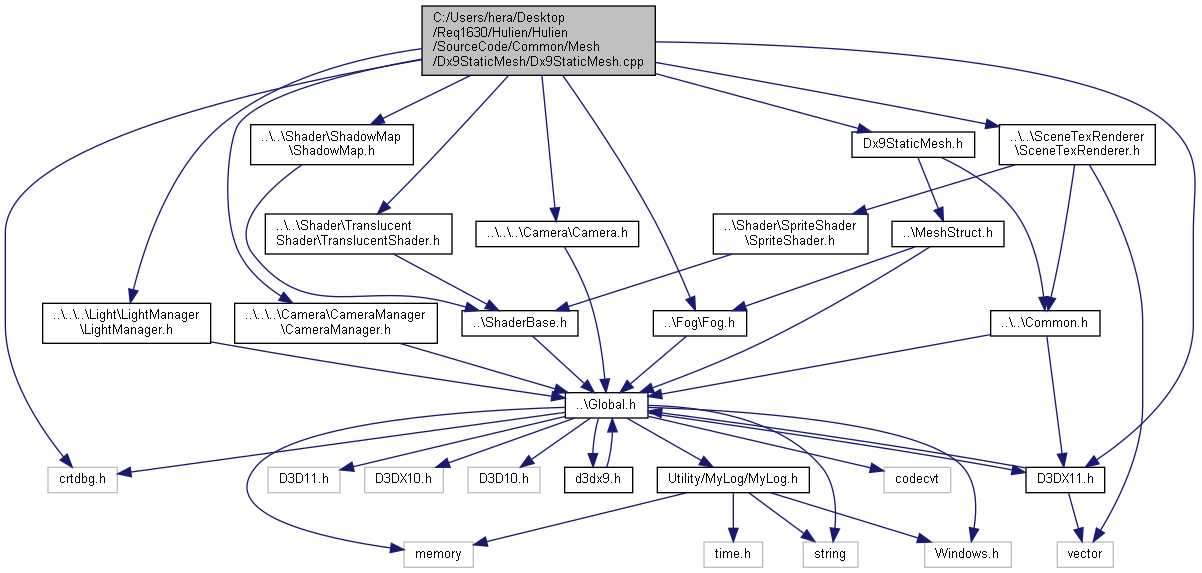 C:/Users/hera/Desktop
/Req1630/Hulien/Hulien
/SourceCode/Common/Mesh
/Dx9StaticMesh/Dx9StaticMesh.cpp
..\..\Shader\ShadowMap
\ShadowMap.h
Dx9StaticMesh.h
..\..\SceneTexRenderer
\SceneTexRenderer.h
..\..\Shader\Translucent
Shader\TranslucentShader.h
..\..\..\Camera\Camera.h
..\Shader\SpriteShader
\SpriteShader.h
..\MeshStruct.h
..\..\..\Light\LightManager
\LightManager.h
..\..\..\Camera\CameraManager
\CameraManager.h
..\ShaderBase.h
..\Fog\Fog.h
..\..\Common.h
..\Global.h
crtdbg.h
D3D11.h
D3DX10.h
D3D10.h
d3dx9.h
Utility/MyLog/MyLog.h
codecvt
D3DX11.h
memory
time.h
string
Windows.h
vector